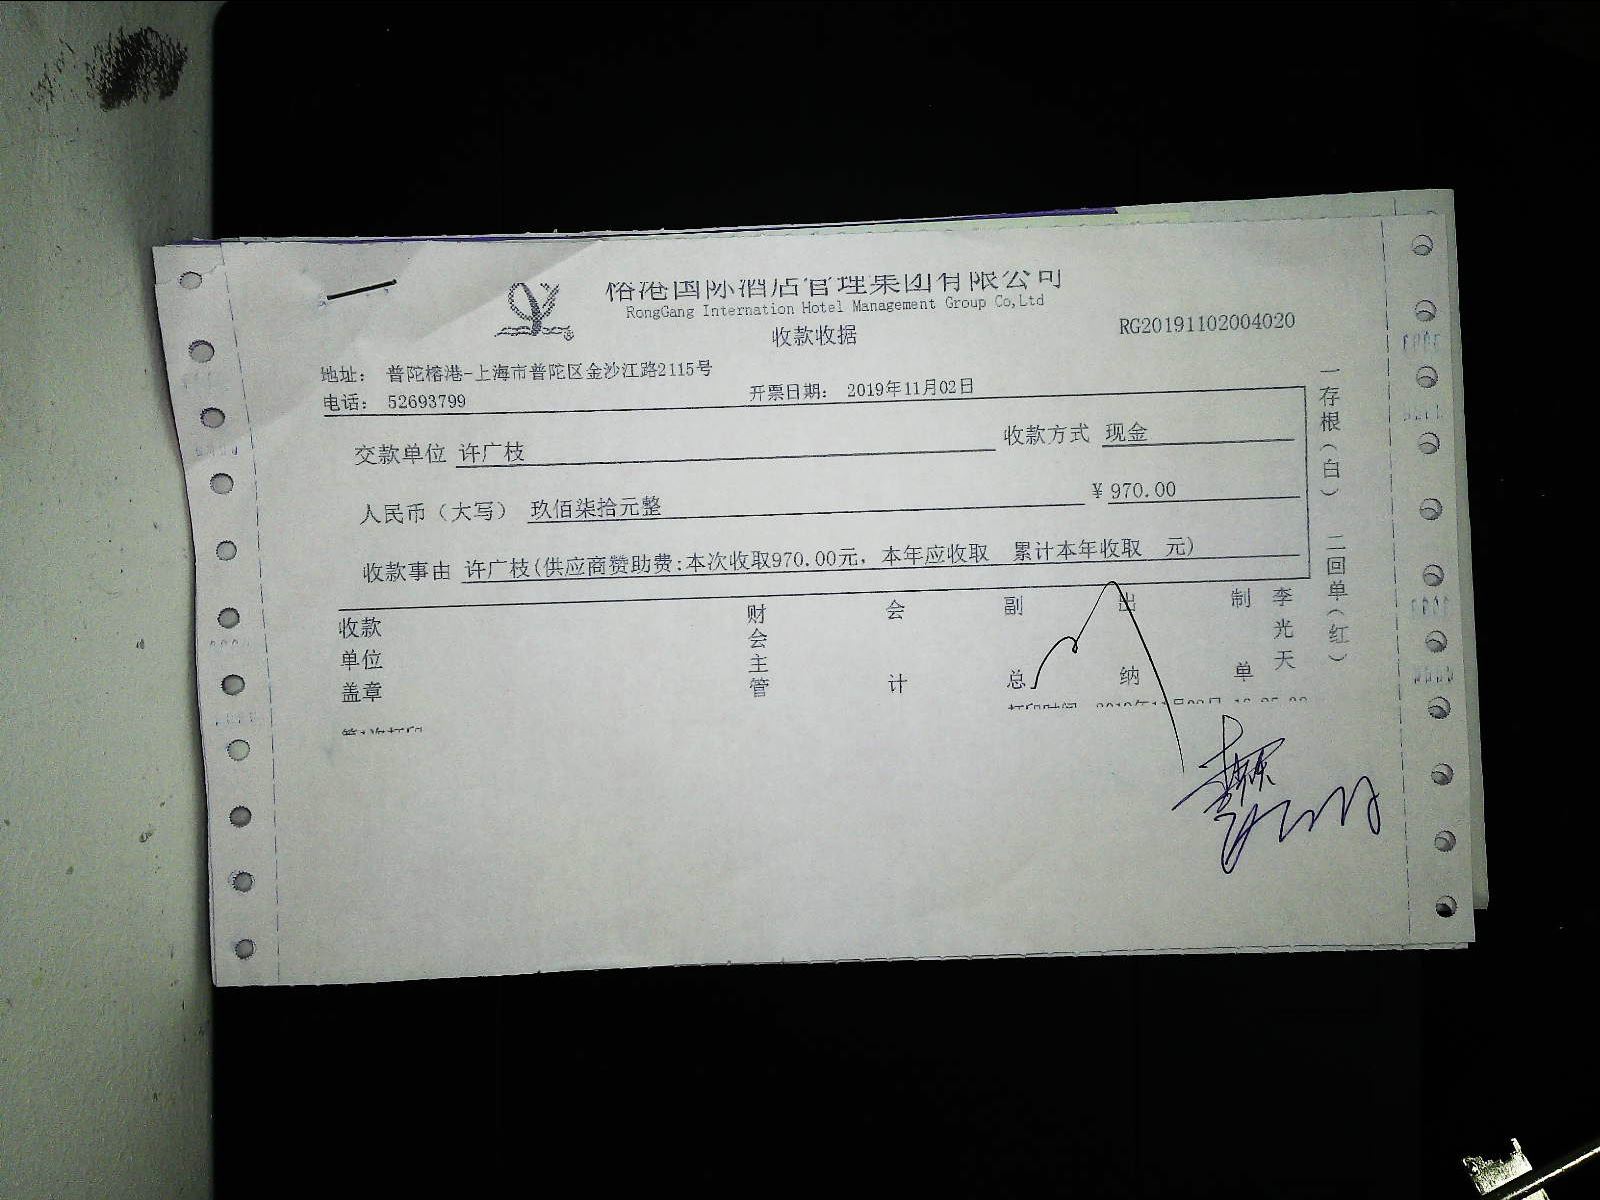 榕港国际酒店管理集团有限公司
RongGang Internation Hotel Management Group Co,Ltd
收款收据
RG20191102004020
地址： 普陀榕港-上海市普陀区金沙江路2115号
电话： 52693799
开票日期： 2019年11月02日
交款单位 许广枝
收款方式 现金
人民币（大写） 玖佰柒拾元整
¥ 970.00
收款事由 许广枝(供应商赞助费:本次收取970.00元，本年应收取 累计本年收取 元)
收款单位盖章
财会主管
会计
副总
出纳
制单
李光天
一存根（白） 二回单（红）